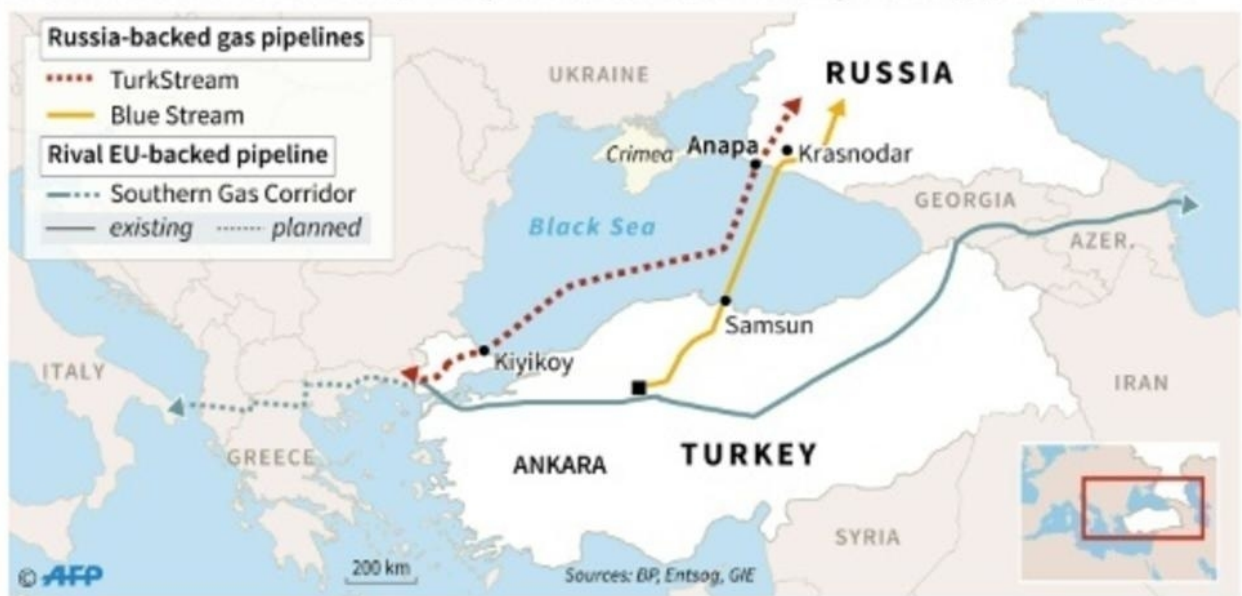 Russia-backed gas pipelines
TurkStream
Blue Stream
Rival EU-backed pipeline
Southern Gas Corridor
existing planned
UKRAINE
RUSSIA
Crimea
Anapa
Krasnodar
GEORGIA
Black Sea
AZER.
Samsun
Kiyikoy
ITALY
IRAN
GREECE
ANKARA
TURKEY
SYRIA
© AFP
200 km
Sources: BP, Entsog, GIE